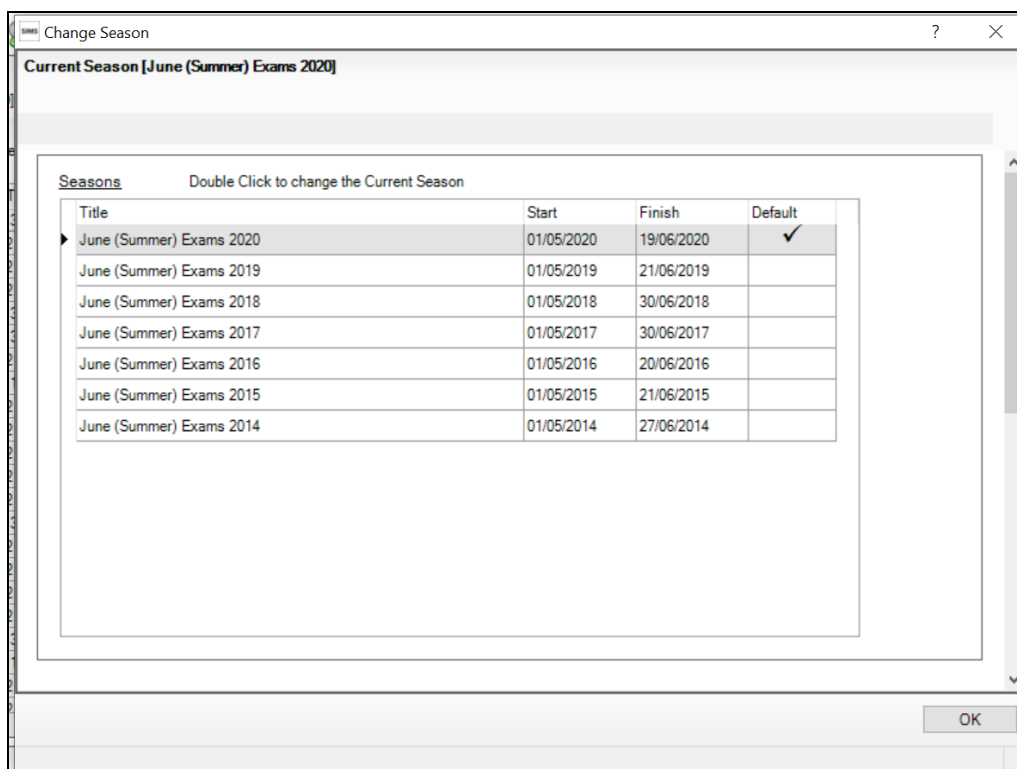 SIMS Change Season ?
Current Season [June (Summer) Exams 2020]
Seasons Double Click to change the Current Season
Title Start Finish Default
June (Summer) Exams 2020 01/05/2020 19/06/2020
June (Summer) Exams 2019 01/05/2019 21/06/2019
June (Summer) Exams 2018 01/05/2018 30/06/2018
June (Summer) Exams 2017 01/05/2017 30/06/2017
June (Summer) Exams 2016 01/05/2016 20/06/2016
June (Summer) Exams 2015 01/05/2015 21/06/2015
June (Summer) Exams 2014 01/05/2014 27/06/2014
OK